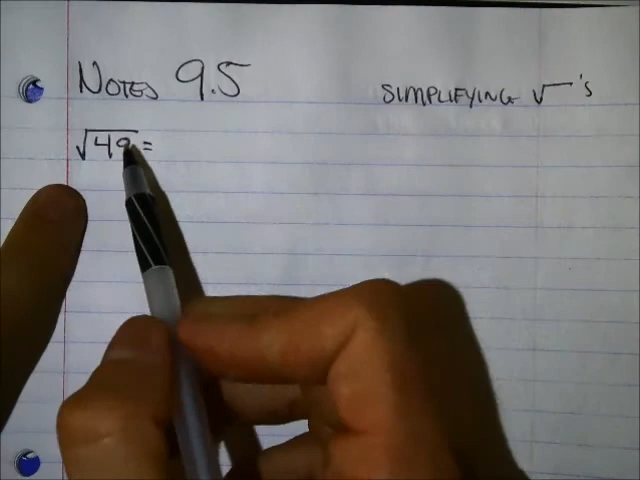 NOTES 9.5
SIMPLIFYING √ 's
√49 =